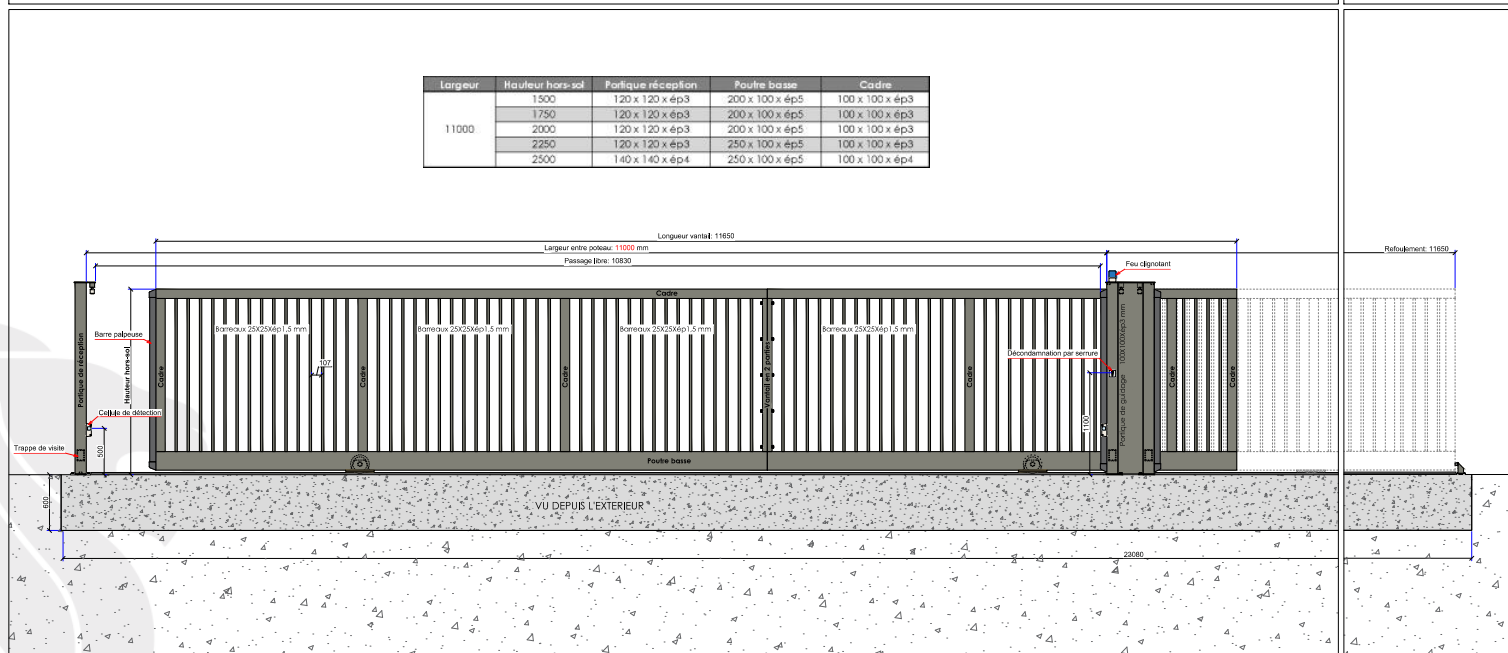 Largeur Hauteur hors-sol Portique réception Poutre basse Cadre
11000
1500 120 x 120 x ép3 200 x 100 x ép5 100 x 100 x ép3
1750 120 x 120 x ép3 200 x 100 x ép5 100 x 100 x ép3
2000 120 x 120 x ép3 200 x 100 x ép5 100 x 100 x ép3
2250 120 x 120 x ép3 250 x 100 x ép5 100 x 100 x ép3
2500 140 x 140 x ép4 250 x 100 x ép5 100 x 100 x ép4
Longueur vantail: 11650
Largeur entre poteau: 11000 mm
Refoulement: 11650
Passage libre: 10830
Feu clignotant
Cadre
Barreaux 25X25Xép1,5 mm
Barreaux 25X25Xép1,5 mm
Barreaux 25X25Xép1,5 mm
Barreaux 25X25Xép1,5 mm
Barre palpeuse
Portique de réception
Hauteur hors-sol
107
Cadre
Cadre
Cadre
Vantail en 2 parties
Cadre
Décondamnation par serrure
Portique de guidage 100X100Xép3 mm
Cadre
Cadre
Cellule de détection
1100
Trappe de visite
500
Poutre basse
600
VU DEPUIS L'EXTERIEUR
23080